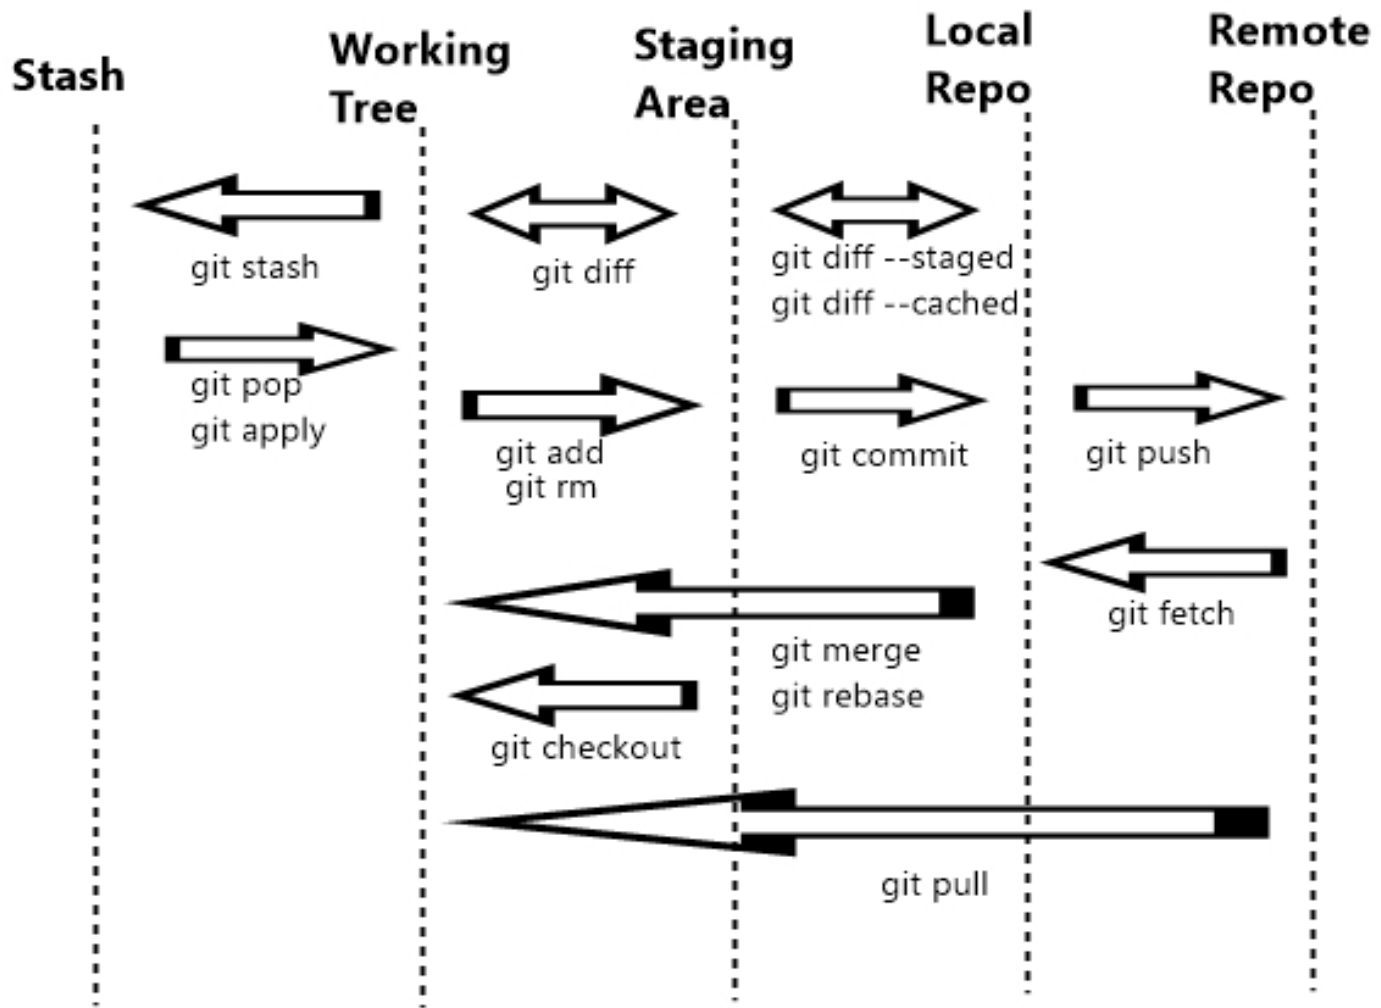 Stash
Working
Tree
Staging
Area
Local
Repo
Remote
Repo
git stash
git diff
git diff --staged
git diff --cached
git pop
git apply
git add
git rm
git commit
git push
git fetch
git merge
git rebase
git checkout
git pull